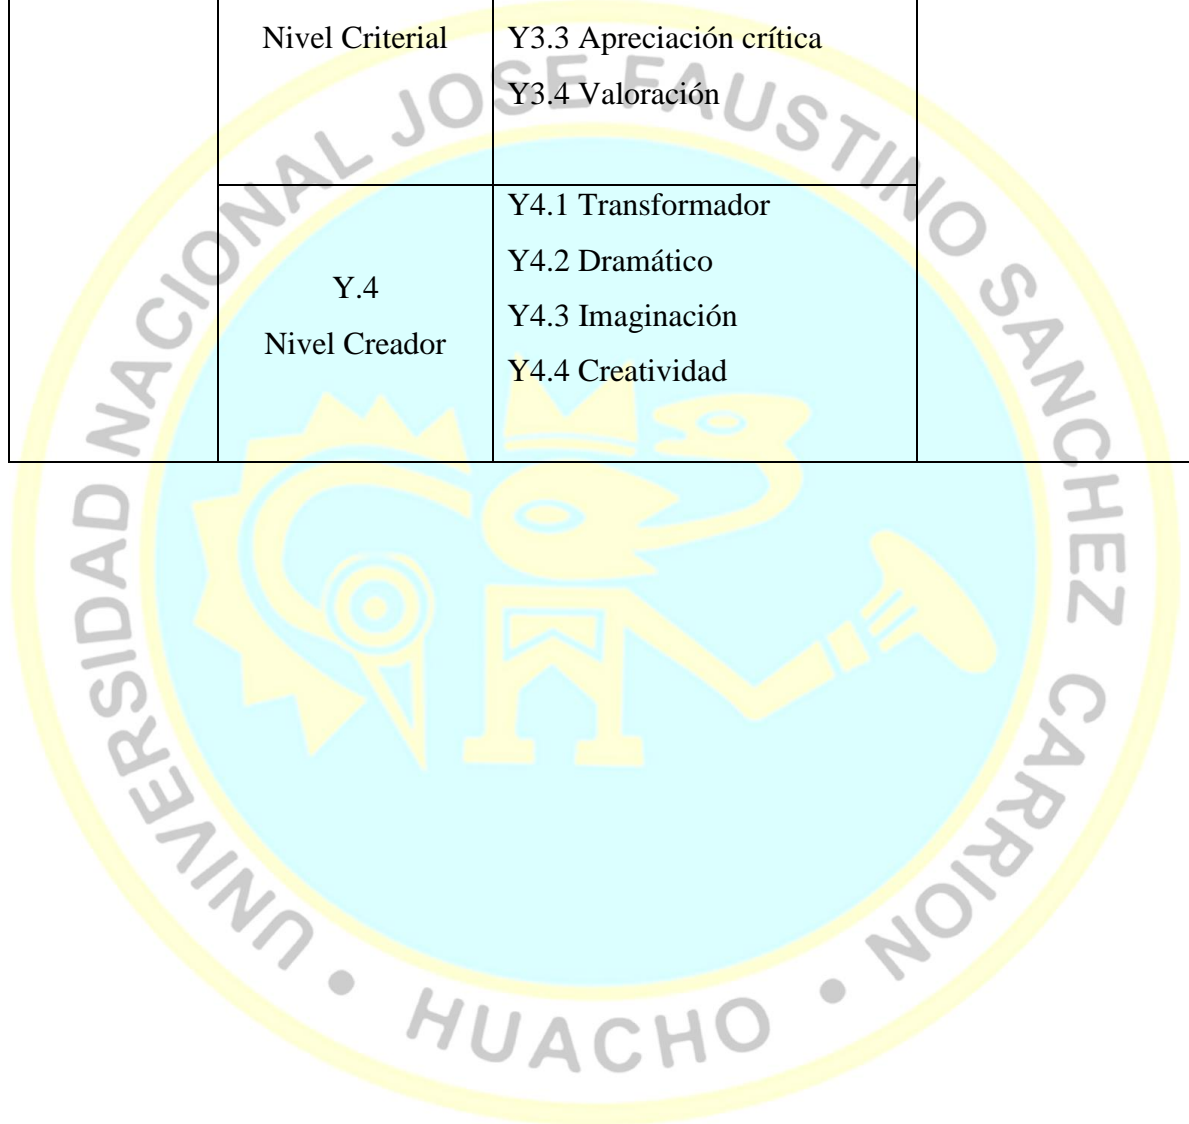 Nivel Criterial
Y3.3 Apreciación crítica
Y3.4 Valoración
Y.4
Nivel Creador
Y4.1 Transformador
Y4.2 Dramático
Y4.3 Imaginación
Y4.4 Creatividad
UNIVERSIDAD NACIONAL JOSE FAUSTINO SANCHEZ CARRION • HUACHO •